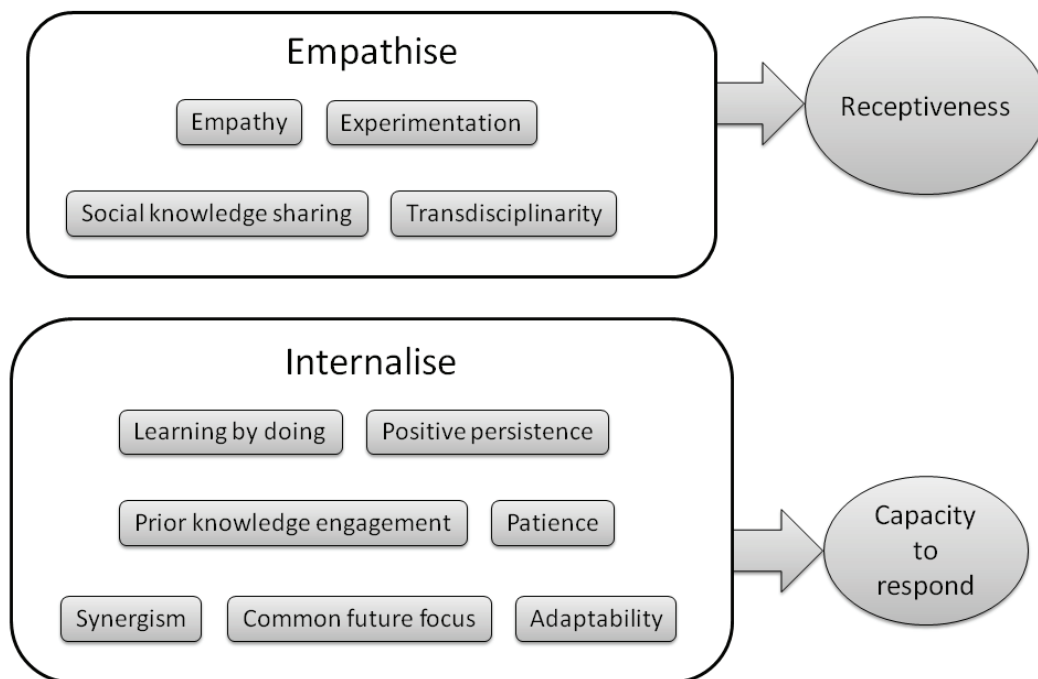 Empathise
Empathy
Experimentation
Receptiveness
Social knowledge sharing
Transdisciplinarity
Internalise
Learning by doing
Positive persistence
Prior knowledge engagement
Patience
Capacity
to
respond
Synergism
Common future focus
Adaptability